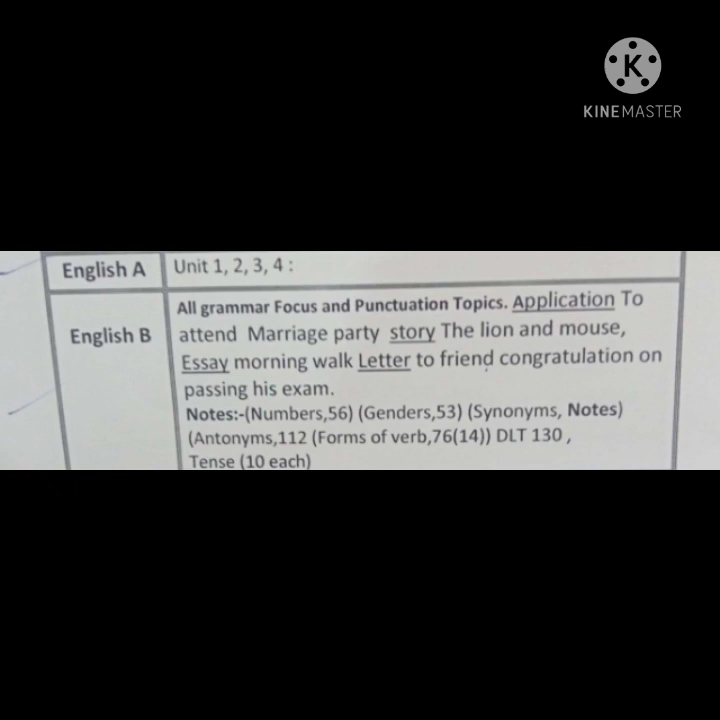 KINEMASTER
English A
Unit 1, 2, 3, 4 :
English B
All grammar Focus and Punctuation Topics. Application To
attend Marriage party story The lion and mouse,
Essay morning walk Letter to friend congratulation on
passing his exam.
Notes:-(Numbers,56) (Genders,53) (Synonyms, Notes)
(Antonyms,112 (Forms of verb,76(14)) DLT 130 ,
Tense (10 each)